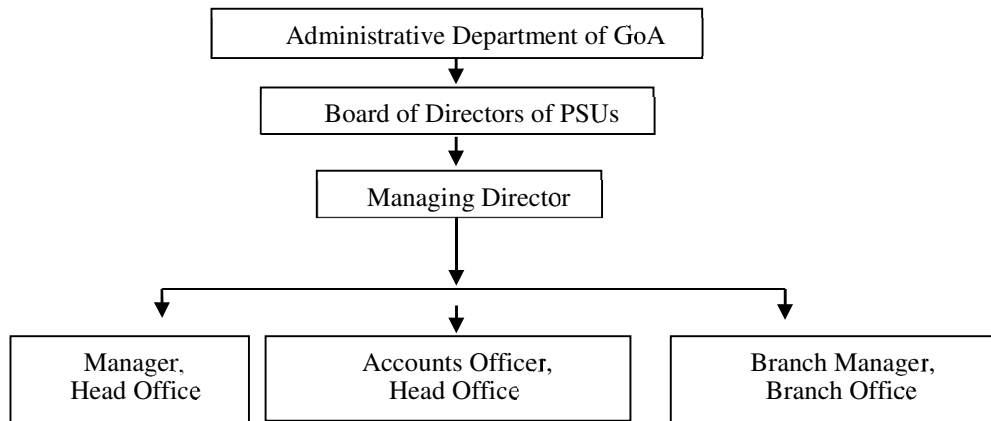 Administrative Department of GoA
Board of Directors of PSUs
Managing Director
Manager,
Head Office
Accounts Officer,
Head Office
Branch Manager,
Branch Office